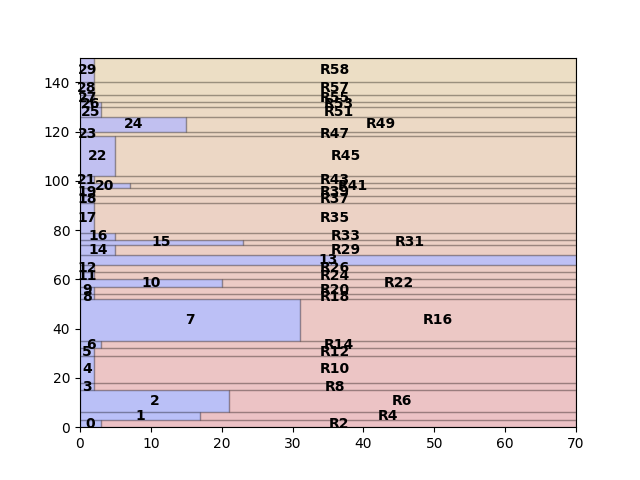 29 R58
140
28 R57
27 R55
26 R53
25 R51
24 R49
120
23 R47
22 R45
100
21 R43
20 R41
19 R39
18 R37
17 R35
80
16 R33
15 R31
14 R29
13
12 R26
11 R24
60
10 R22
9 R20
8 R18
7 R16
40
6 R14
5 R12
4 R10
20
3 R8
2 R6
1 R4
0 R2
0
0 10 20 30 40 50 60 70